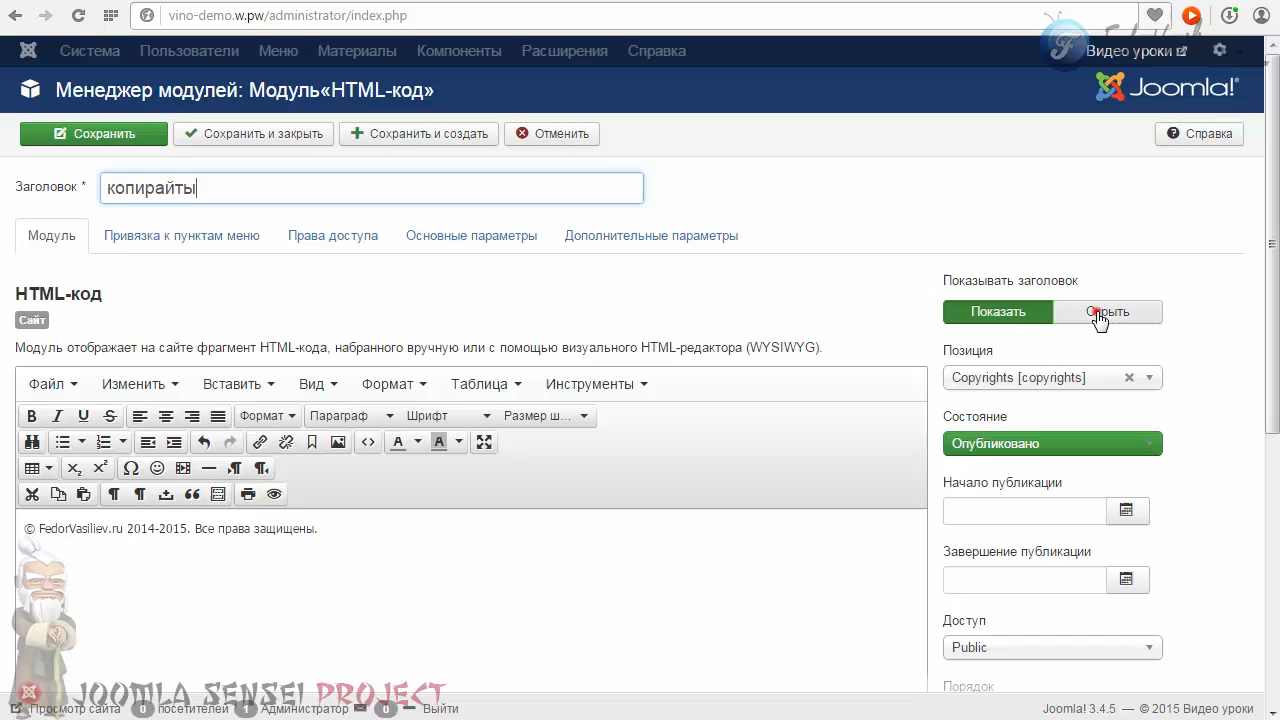 vino-demo.w.pw/administrator/index.php
Система Пользователи Меню Материалы Компоненты Расширения Справка Видео уроки
Менеджер модулей: Модуль«HTML-код» Joomla!
Сохранить Сохранить и закрыть Сохранить и создать Отменить Справка
Заголовок * копирайты
Модуль Привязка к пунктам меню Права доступа Основные параметры Дополнительные параметры
Показывать заголовок
HTML-код
Показать Скрыть
Сайт
Модуль отображает на сайте фрагмент HTML-кода, набранного вручную или с помощью визуального HTML-редактора (WYSIWYG).
Позиция
Copyrights [copyrights]
Файл Изменить Вставить Вид Формат Таблица Инструменты
Формат Параграф Шрифт Размер ш...
Состояние
Опубликовано
Начало публикации
© FedorVasiliev.ru 2014-2015. Все права защищены.
Завершение публикации
Доступ
Public
Порядок
JOOMLA SENSEI PROJECT
Просмотр сайта 0 посетителей 1 Администратор 0 Выйти Joomla! 3.4.5 — © 2015 Видео уроки